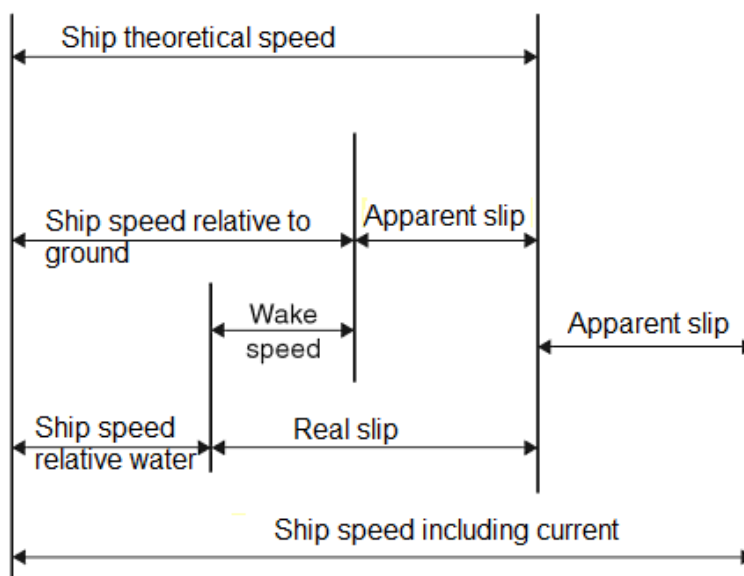 Ship theoretical speed
Ship speed relative to
ground
Apparent slip
Wake
speed
Apparent slip
Ship speed
relative water
Real slip
Ship speed including current